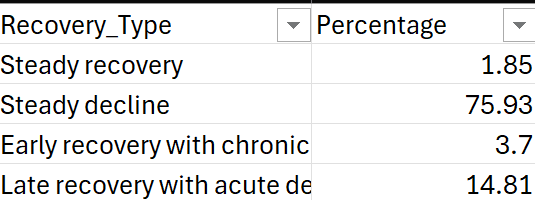 Recovery_Type Percentage
Steady recovery 1.85
Steady decline 75.93
Early recovery with chronic 3.7
Late recovery with acute de 14.81